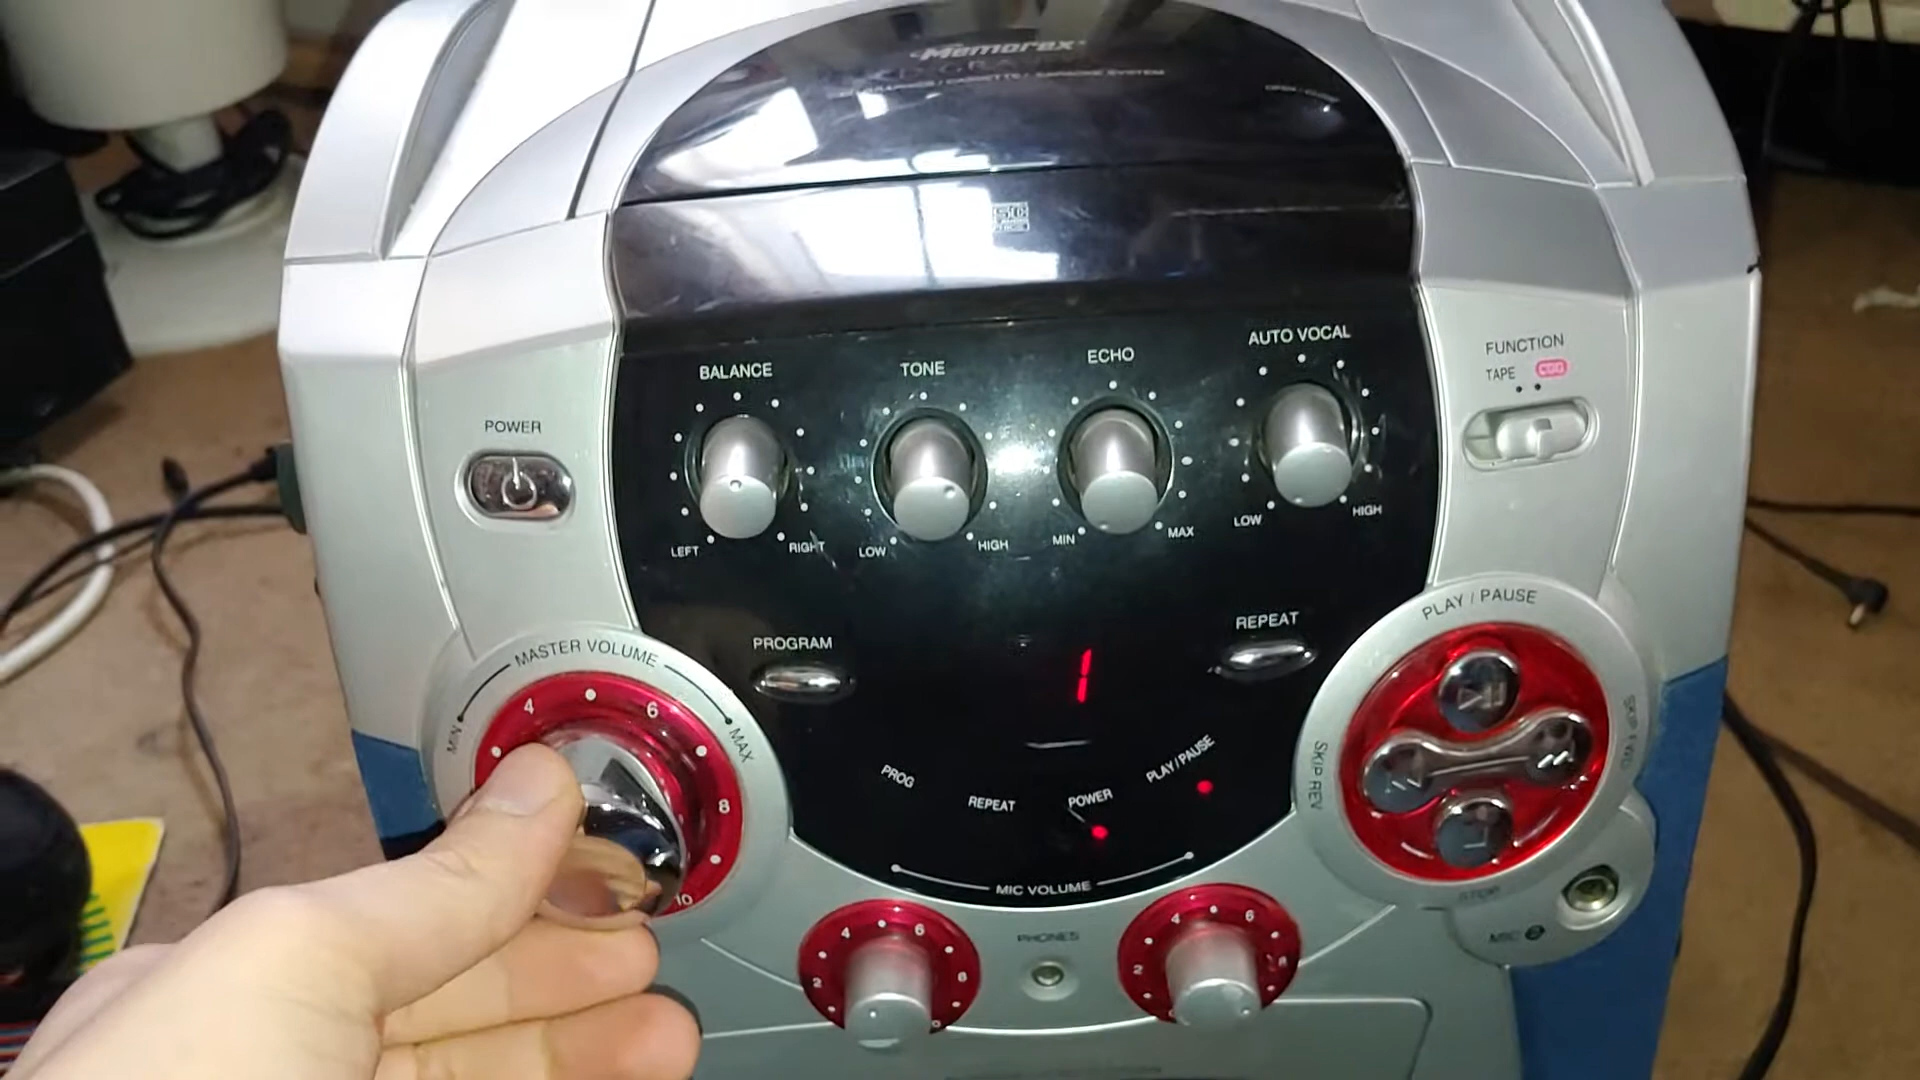 Memorex
BALANCE
TONE
ECHO
AUTO VOCAL
FUNCTION
TAPE CDG
POWER
LEFT RIGHT
LOW HIGH
MIN MAX
LOW HIGH
PLAY / PAUSE
MASTER VOLUME
MIN MAX
4 6 8 10
PROGRAM
REPEAT
1
SKIP REV
SKIP FWD
STOP
PROG
REPEAT
POWER
PLAY/PAUSE
MIC VOLUME
2 4 6
PHONES
2 4 6 8
MIC 2